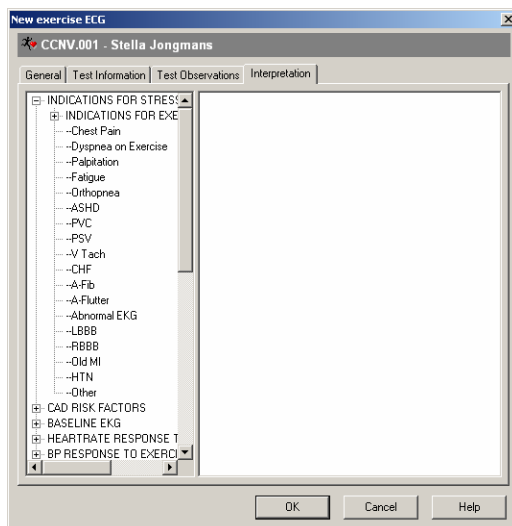 New exercise ECG
CCNV.001 - Stella Jongmans
General Test Information Test Observations Interpretation
INDICATIONS FOR STRESS
INDICATIONS FOR EXE
--Chest Pain
--Dyspnea on Exercise
--Palpitation
--Fatigue
--Orthopnea
--ASHD
--PVC
--PSV
--V Tach
--CHF
--A-Fib
--A-Flutter
--Abnormal EKG
--LBBB
--RBBB
--Old MI
--HTN
--Other
CAD RISK FACTORS
BASELINE EKG
HEARTRATE RESPONSE T
BP RESPONSE TO EXERCI
OK Cancel Help